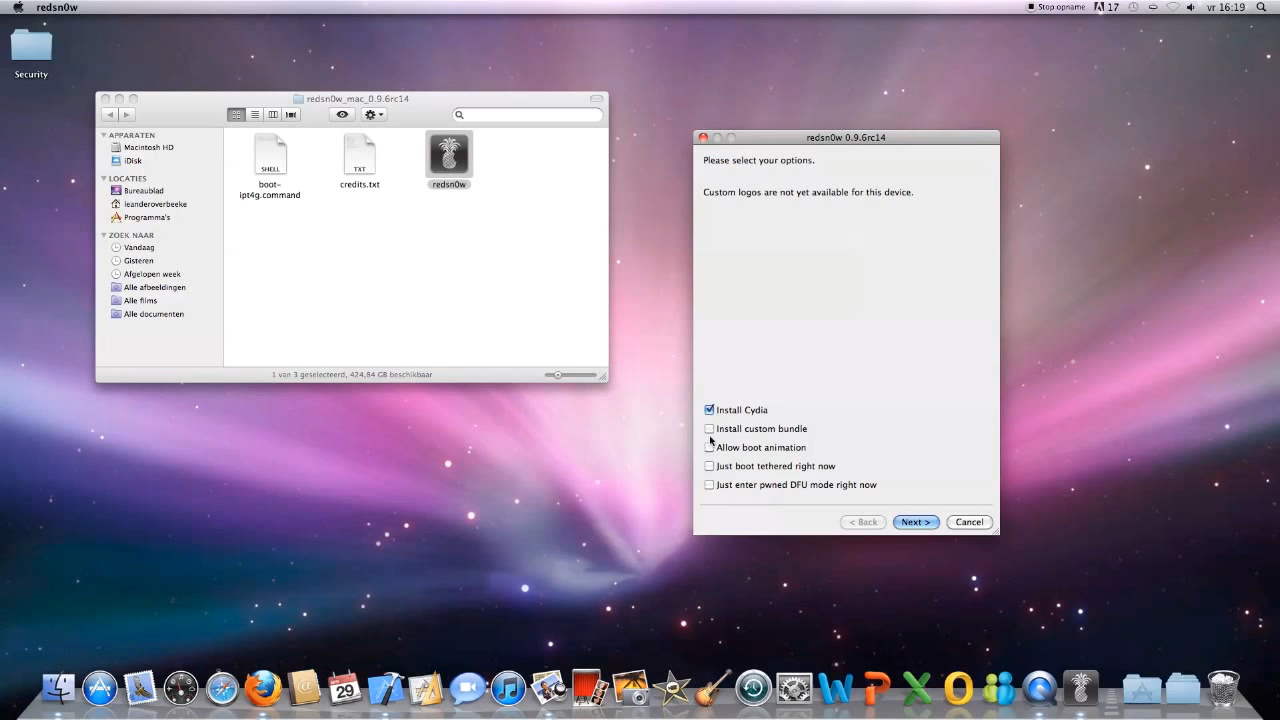 redsn0w
Stop opname
17
vr 16:19
Security
redsn0w_mac_0.9.6rc14
APPARATEN
Macintosh HD
iDisk
LOCATIES
Bureaublad
leanderoverbeeke
Programma's
ZOEK NAAR
Vandaag
Gisteren
Afgelopen week
Alle afbeeldingen
Alle films
Alle documenten
SHELL
boot-
ipt4g.command
TXT
credits.txt
redsn0w
1 van 3 geselecteerd, 424,84 GB beschikbaar
redsn0w 0.9.6rc14
Please select your options.
Custom logos are not yet available for this device.
Install Cydia
Install custom bundle
Allow boot animation
Just boot tethered right now
Just enter pwned DFU mode right now
< Back
Next >
Cancel
29